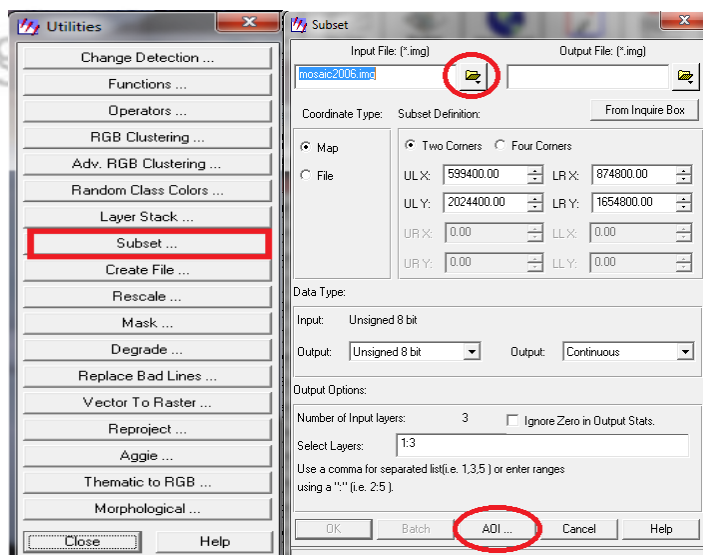 Utilities
Change Detection ...
Functions ...
Operators ...
RGB Clustering ...
Adv. RGB Clustering ...
Random Class Colors ...
Layer Stack ...
Subset ...
Create File ...
Rescale ...
Mask ...
Degrade ...
Replace Bad Lines ...
Vector To Raster ...
Reproject ...
Aggie ...
Thematic to RGB ...
Morphological ...
Close Help
Subset
Input File: (*.img) Output File: (*.img)
mosaic2006.img
Coordinate Type: Subset Definition: From Inquire Box
Map Two Corners Four Corners
File
UL X: 599400.00 LR X: 874800.00
UL Y: 2024400.00 LR Y: 1654800.00
UR X: 0.00 LL X: 0.00
UR Y: 0.00 LL Y: 0.00
Data Type:
Input: Unsigned 8 bit
Output: Unsigned 8 bit Output: Continuous
Output Options:
Number of Input layers: 3 Ignore Zero in Output Stats.
Select Layers: 1:3
Use a comma for separated list(i.e. 1,3,5 ) or enter ranges
using a ":" (i.e. 2:5 ).
OK Batch AOI ... Cancel Help